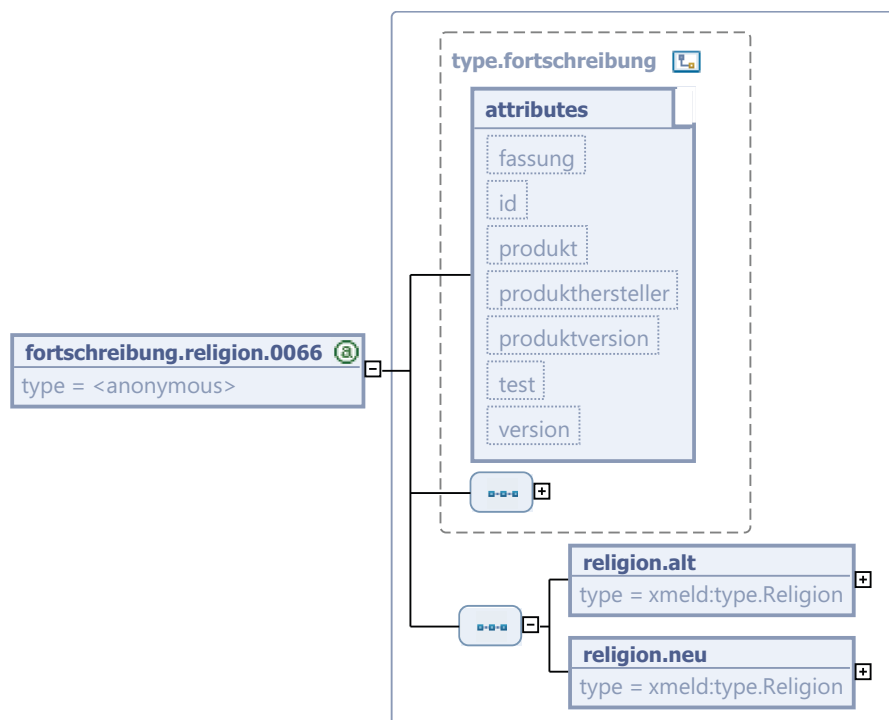 type.fortschreibung
attributes
fassung
id
produkt
produkthersteller
produktversion
test
version
fortschreibung.religion.0066
type = <anonymous>
religion.alt
type = xmeld:type.Religion
religion.neu
type = xmeld:type.Religion